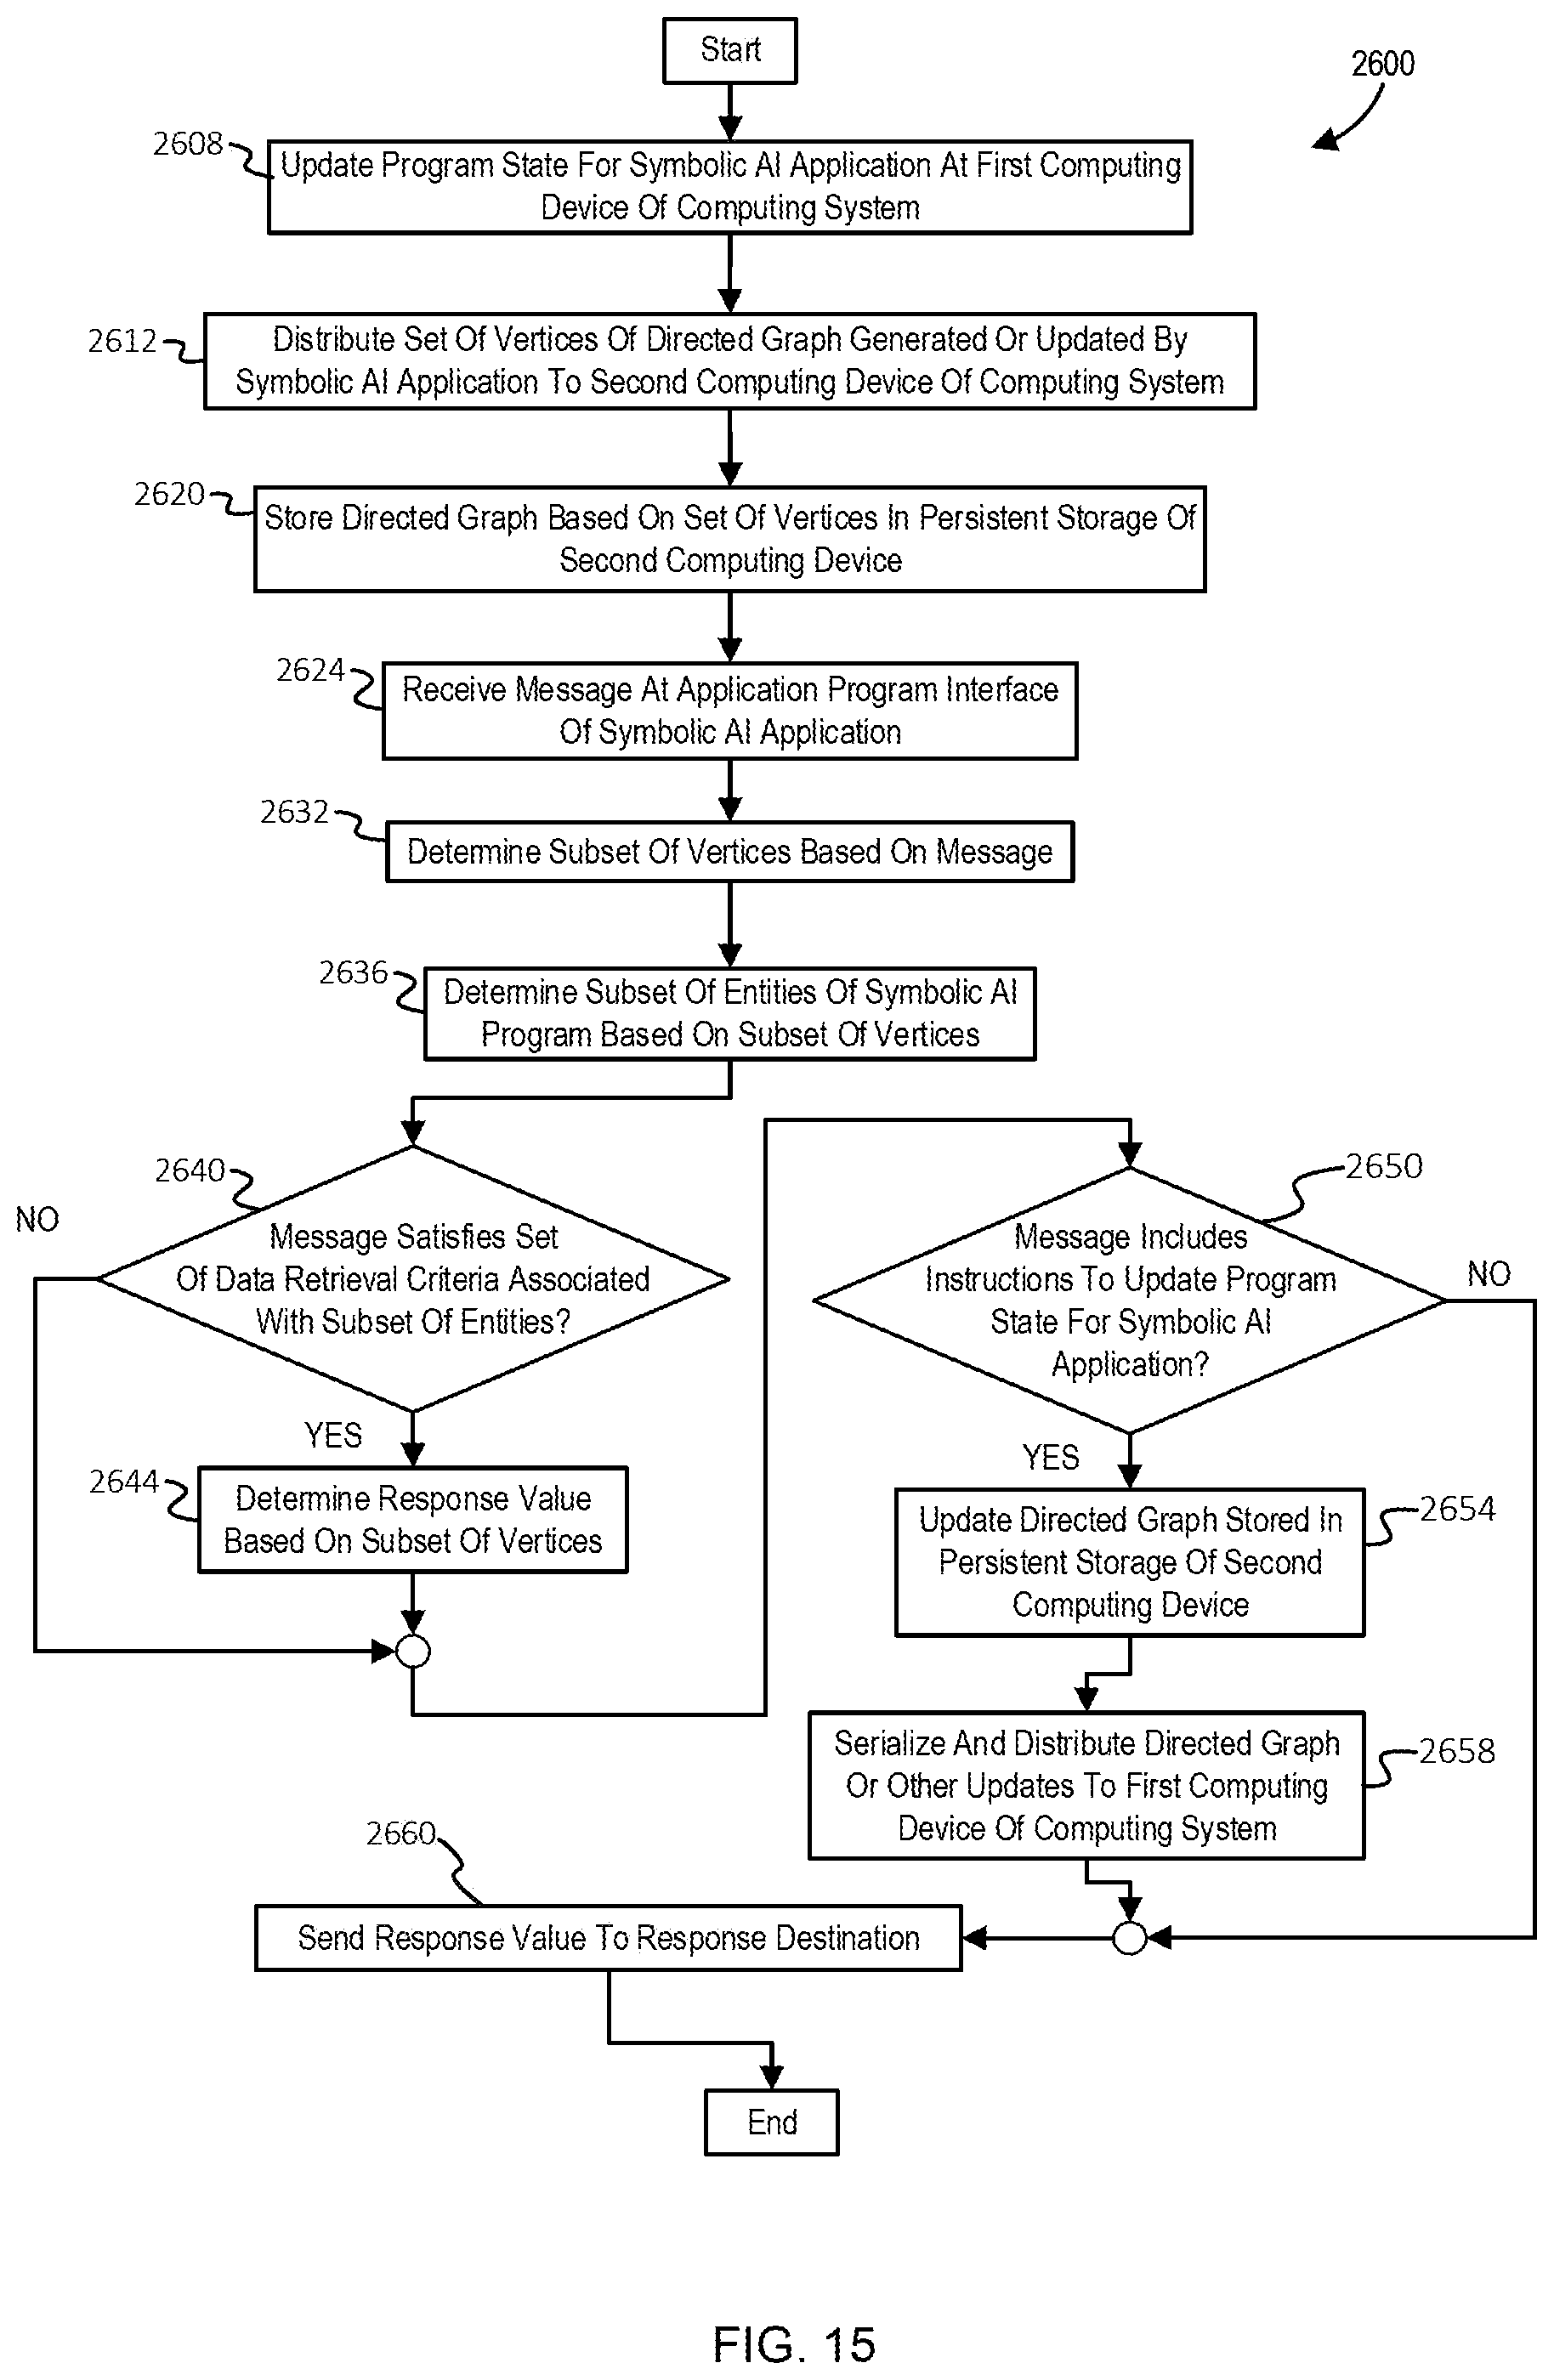 Start
2600
2608
Update Program State For Symbolic AI Application At First Computing
Device Of Computing System
2612
Distribute Set Of Vertices Of Directed Graph Generated Or Updated By
Symbolic AI Application To Second Computing Device Of Computing System
2620
Store Directed Graph Based On Set Of Vertices In Persistent Storage Of
Second Computing Device
2624
Receive Message At Application Program Interface
Of Symbolic AI Application
2632
Determine Subset Of Vertices Based On Message
2636
Determine Subset Of Entities Of Symbolic AI
Program Based On Subset Of Vertices
2640
NO
Message Satisfies Set
Of Data Retrieval Criteria Associated
With Subset Of Entities?
YES
2644
Determine Response Value
Based On Subset Of Vertices
2650
Message Includes
Instructions To Update Program
State For Symbolic AI
Application?
NO
YES
2654
Update Directed Graph Stored In
Persistent Storage Of Second
Computing Device
2658
Serialize And Distribute Directed Graph
Or Other Updates To First Computing
Device Of Computing System
2660
Send Response Value To Response Destination
End
FIG. 15